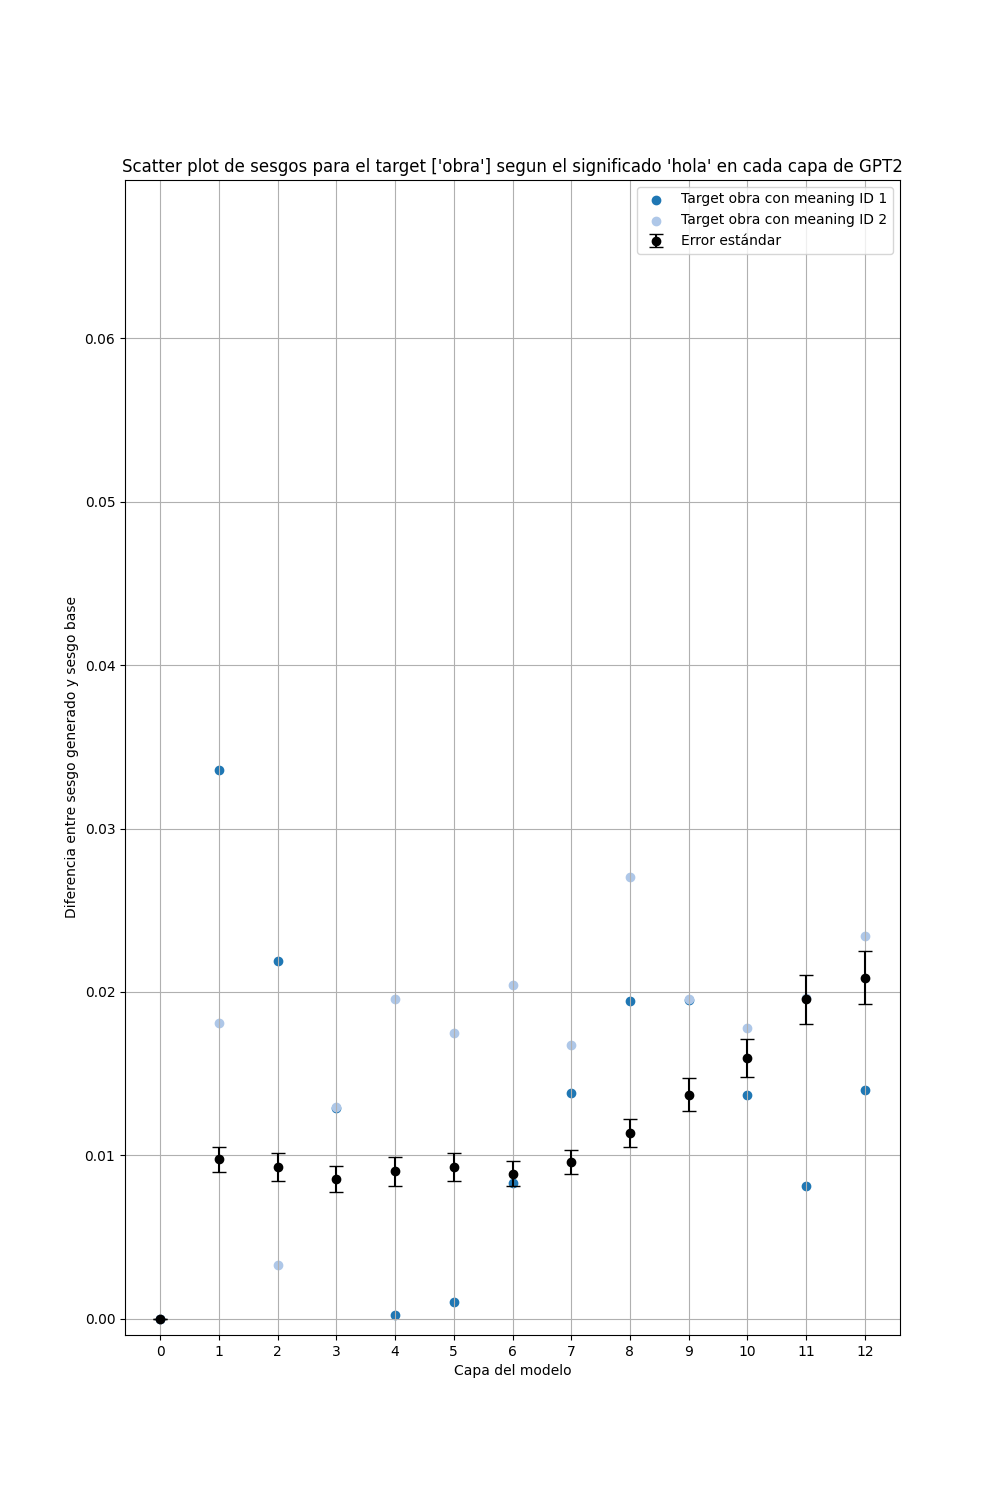 Scatter plot de sesgos para el target ['obra'] segun el significado 'hola' en cada capa de GPT2
Target obra con meaning ID 1
Target obra con meaning ID 2
Error estándar
Diferencia entre sesgo generado y sesgo base
0.06
0.05
0.04
0.03
0.02
0.01
0.00
0 1 2 3 4 5 6 7 8 9 10 11 12
Capa del modelo